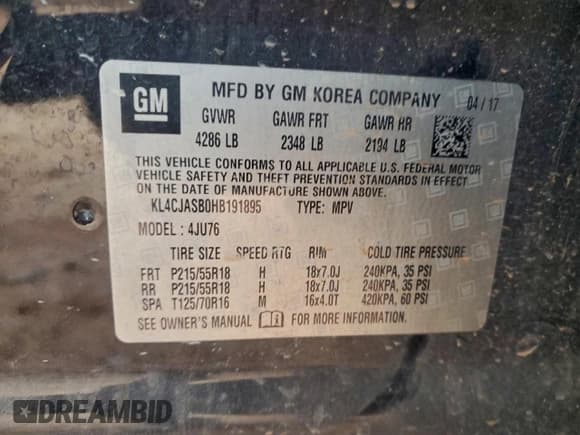 GM
MFD BY GM KOREA COMPANY 04 / 17
GVWR GAWR FRT GAWR RR
4286 LB 2348 LB 2194 LB
THIS VEHICLE CONFORMS TO ALL APPLICABLE U.S. FEDERAL MOTOR
VEHICLE SAFETY AND THEFT PREVENTION STANDARDS IN EFFECT
ON THE DATE OF MANUFACTURE SHOWN ABOVE.
KL4CJASB0HB191895 TYPE: MPV
MODEL : 4JU76
TIRE SIZE SPEED RTG RIM COLD TIRE PRESSURE
FRT P215/55R18 H 18x7.0J 240KPA, 35 PSI
RR P215/55R18 H 18x7.0J 240KPA, 35 PSI
SPA T125/70R16 M 16x4.0T 420KPA, 60 PSI
SEE OWNER'S MANUAL FOR MORE INFORMATION.
DREAMBID